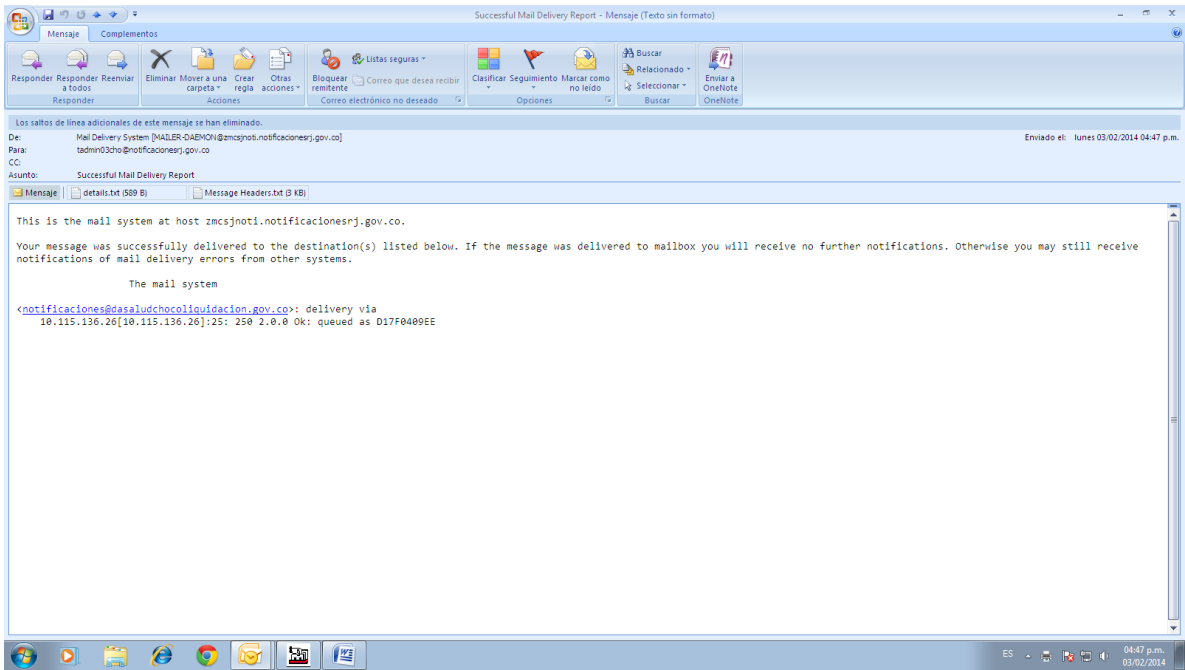 Successful Mail Delivery Report - Mensaje (Texto sin formato)
Mensaje Complementos
Responder Responder a todos Reenviar
Eliminar Mover a una carpeta Crear regla Otras acciones
Bloquear remitente Listas seguras Correo que desea recibir
Clasificar Seguimiento Marcar como no leído
Buscar Relacionado Seleccionar
Enviar a OneNote
Responder Acciones Correo electrónico no deseado Opciones Buscar OneNote
Los saltos de línea adicionales de este mensaje se han eliminado.
De: Mail Delivery System [MAILER-DAEMON@zmcsjnoti.notificacionesrj.gov.co] Enviado el: lunes 03/02/2014 04:47 p.m.
Para: tadmin03cho@notificacionesrj.gov.co
CC:
Asunto: Successful Mail Delivery Report
Mensaje details.txt (589 B) Message Headers.txt (3 KB)
This is the mail system at host zmcsjnoti.notificacionesrj.gov.co.
Your message was successfully delivered to the destination(s) listed below. If the message was delivered to mailbox you will receive no further notifications. Otherwise you may still receive
notifications of mail delivery errors from other systems.
The mail system
<notificaciones@dasaludchocoliquidacion.gov.co>: delivery via
10.115.136.26[10.115.136.26]:25: 250 2.0.0 Ok: queued as D17F0409EE
ES 04:47 p.m.
03/02/2014